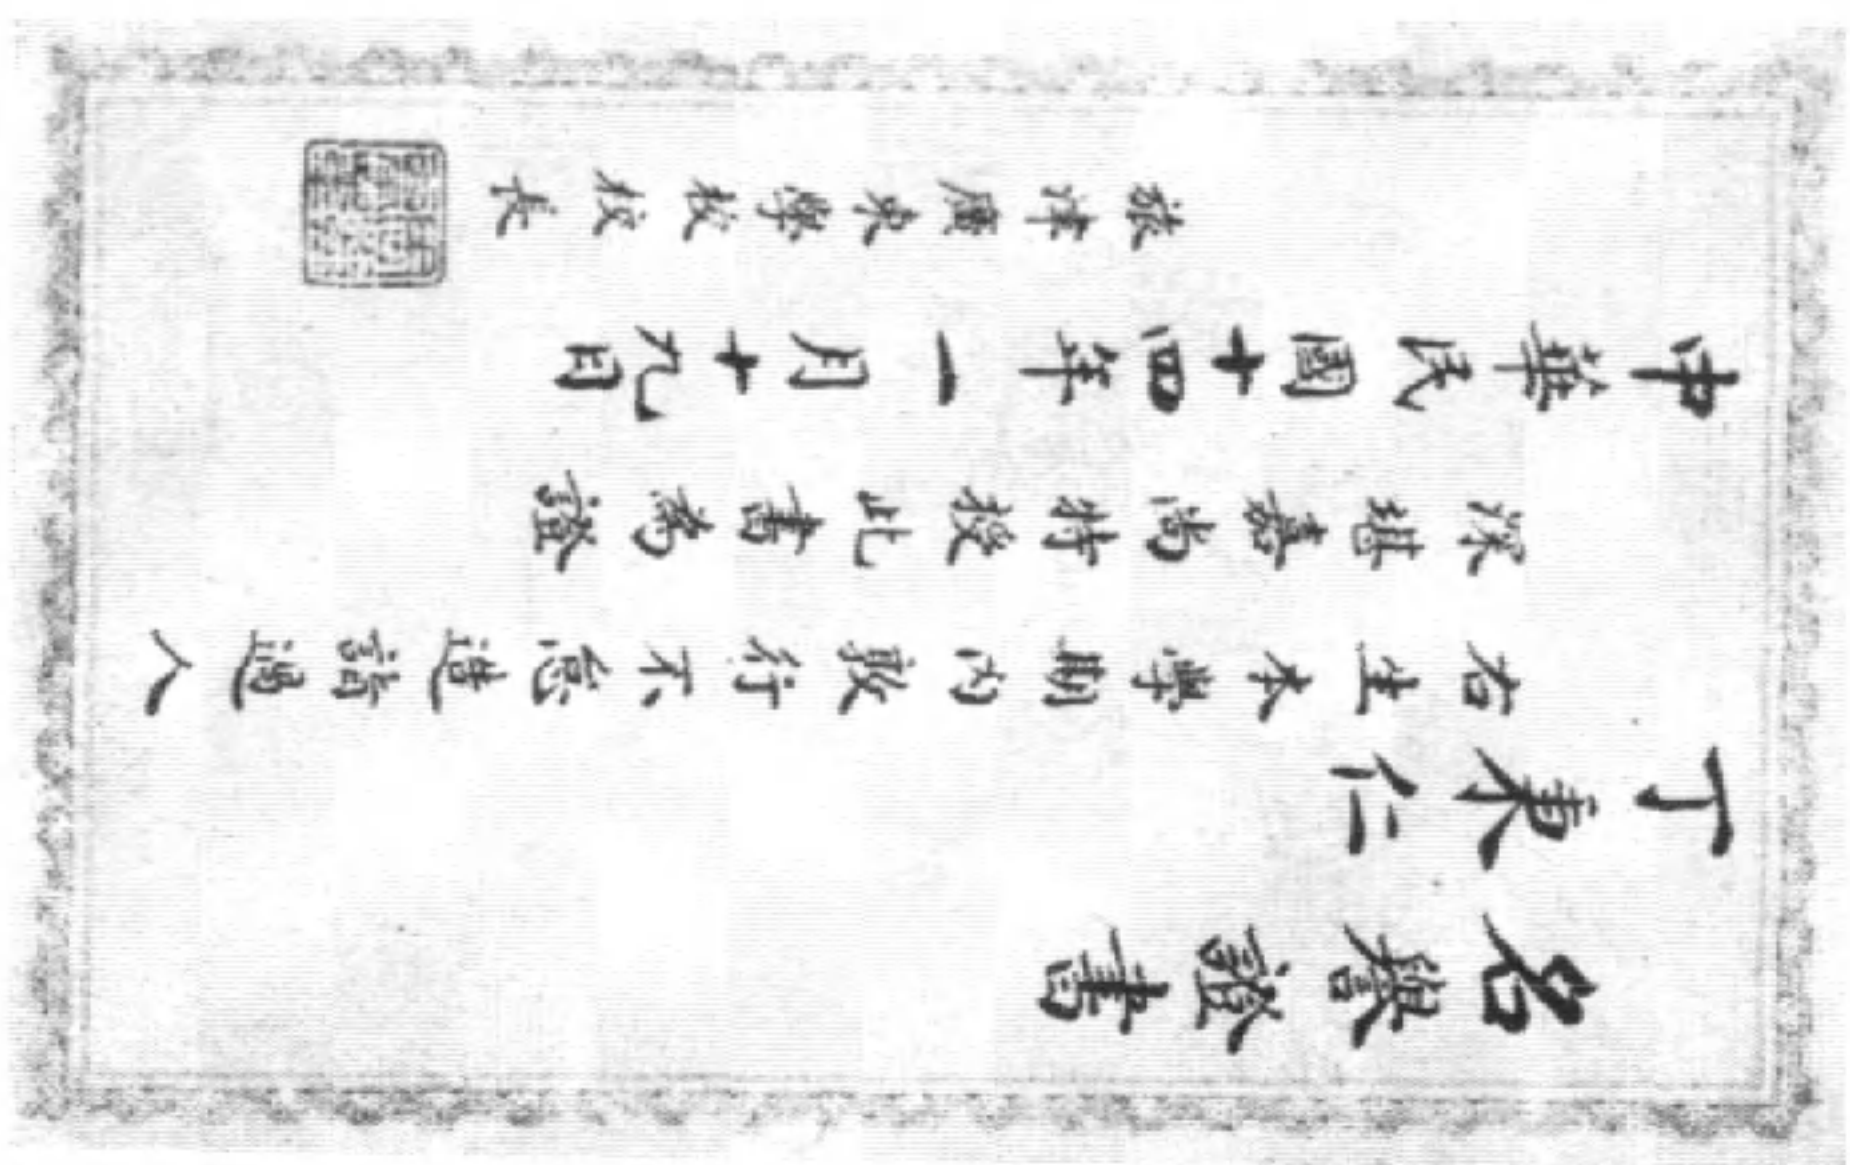 名譽證書
丁秉仁
右生本學期內敦行不怠造詣過人
深堪嘉尚特授此書為證
中華民國十四年一月十九日
旅津廣東學校校長